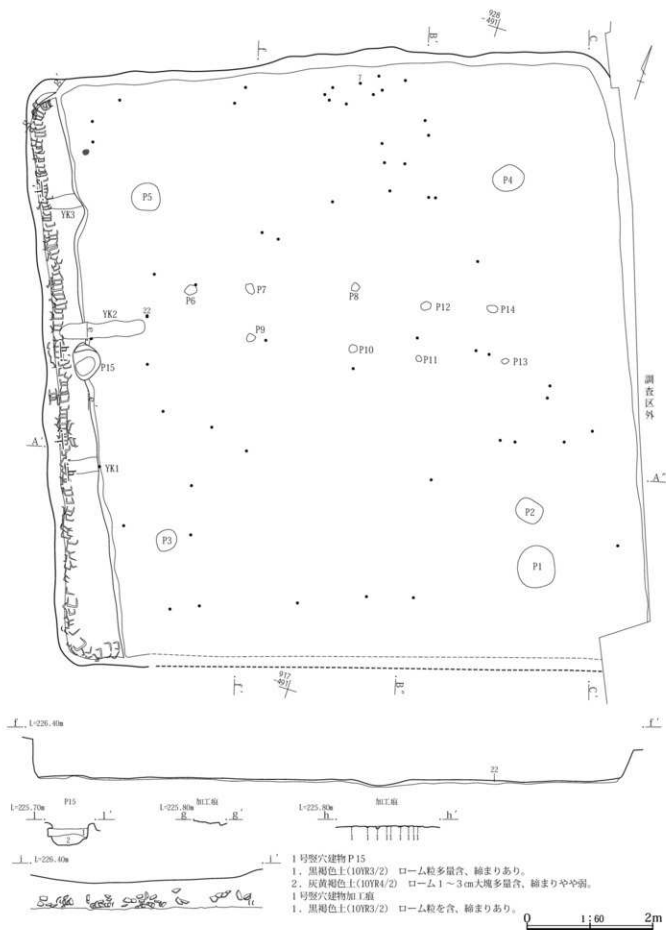 928
-491
f
B'
C
7
P4
P5
YK3
P6
P7
P8
22
P12
P14
YK2
P9
P15
P10
P11
P13
調査区外
A'
A"
YK1
P2
P3
P1
917
-491
f'
B"
C'
f L=226.40m
f'
22
L=225.70m P15
i i'
2
L=225.80m 加工痕
g g'
L=225.80m 加工痕
h h'
i L=226.40m
i'
1号竪穴建物P15
1. 黒褐色土(10YR3/2) ローム粒多量含、締まりあり。
2. 灰黄褐色土(10YR4/2) ローム1～3cm大塊多量含、締まりやや弱。
1号竪穴建物加工痕
1. 黒褐色土(10YR3/2) ローム粒を含、締まりあり。
0 1:60 2m